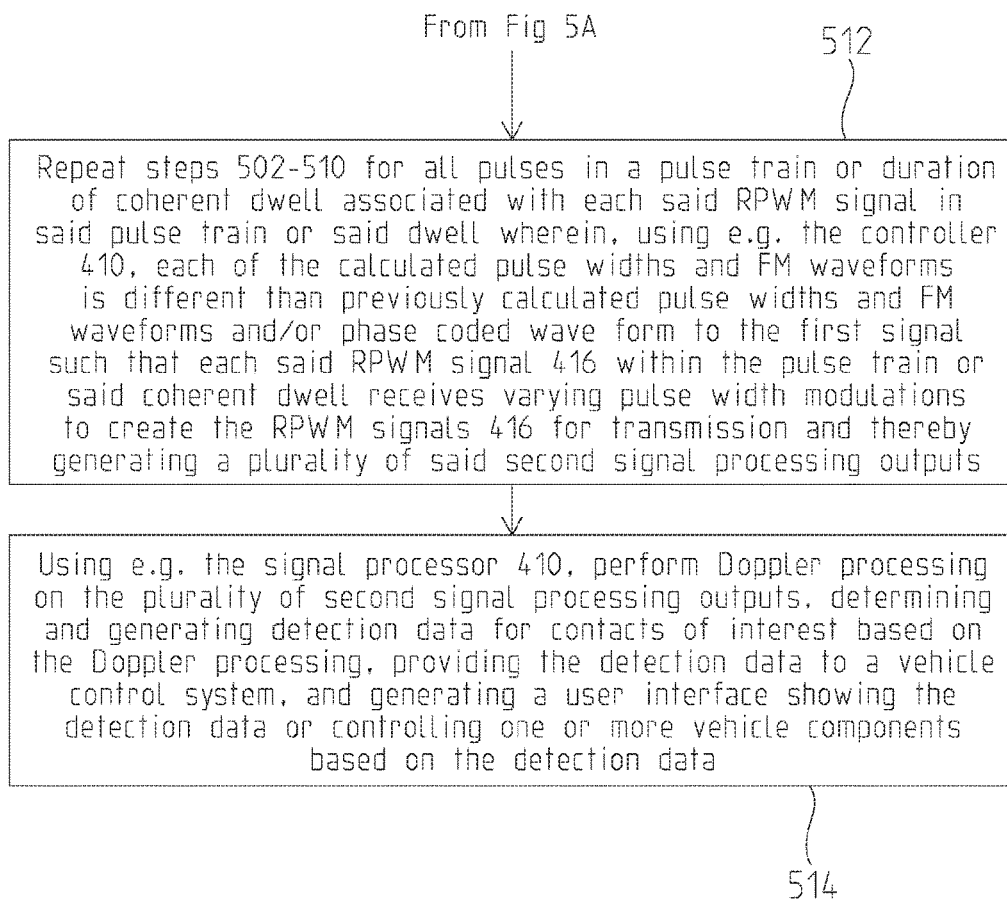 From Fig 5A
512
Repeat steps 502-510 for all pulses in a pulse train or duration
of coherent dwell associated with each said RPWM signal in
said pulse train or said dwell wherein, using e.g. the controller
410, each of the calculated pulse widths and FM waveforms
is different than previously calculated pulse widths and FM
waveforms and/or phase coded wave form to the first signal
such that each said RPWM signal 416 within the pulse train or
said coherent dwell receives varying pulse width modulations
to create the RPWM signals 416 for transmission and thereby
generating a plurality of said second signal processing outputs
Using e.g. the signal processor 410, perform Doppler processing
on the plurality of second signal processing outputs, determining
and generating detection data for contacts of interest based on
the Doppler processing, providing the detection data to a vehicle
control system, and generating a user interface showing the
detection data or controlling one or more vehicle components
based on the detection data
514